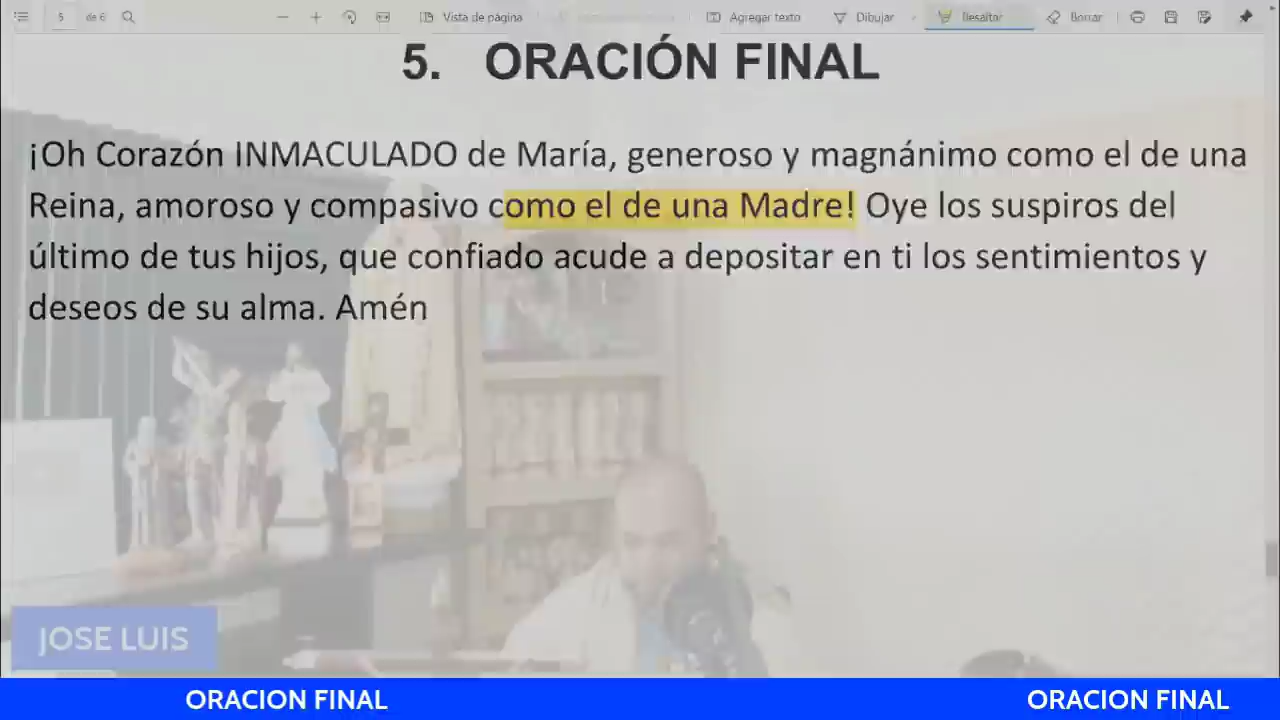 5 de 6 Vista de página Agregar texto Dibujar Resaltar Borrar
5. ORACIÓN FINAL
¡Oh Corazón INMACULADO de María, generoso y magnánimo como el de una
Reina, amoroso y compasivo como el de una Madre! Oye los suspiros del
último de tus hijos, que confiado acude a depositar en ti los sentimientos y
deseos de su alma. Amén
JOSE LUIS
ORACION FINAL ORACION FINAL